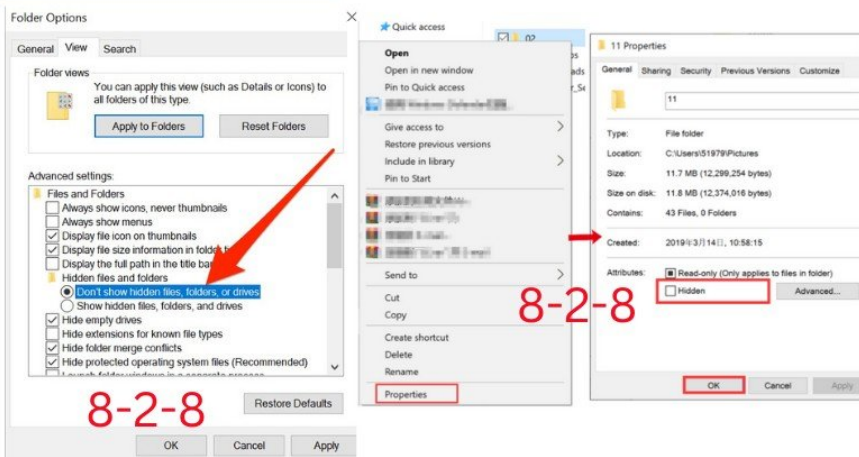 Folder Options
General View Search
Folder views
You can apply this view (such as Details or Icons) to
all folders of this type.
Apply to Folders Reset Folders
Advanced settings:
Files and Folders
Always show icons, never thumbnails
Always show menus
Display file icon on thumbnails
Display file size information in folder
Display the full path in the title ba
Hidden files and folders
Don't show hidden files, folders, or drives
Show hidden files, folders, and drives
Hide empty drives
Hide extensions for known file types
Hide folder merge conflicts
Hide protected operating system files (Recommended)
8-2-8
Restore Defaults
OK Cancel Apply
Quick access
02
Open
Open in new window
Pin to Quick access
Give access to
Restore previous versions
Include in library
Pin to Start
Send to
Cut
Copy
Create shortcut
Delete
Rename
Properties
8-2-8
11 Properties
General Sharing Security Previous Versions Customize
11
Type: File folder
Location: C:\Users\51979\Pictures
Size: 11.7 MB (12,299,254 bytes)
Size on disk: 11.8 MB (12,374,016 bytes)
Contains: 43 Files, 0 Folders
Created: 2019年3月14日, 10:58:15
Attributes: Read-only (Only applies to files in folder)
Hidden Advanced...
OK Cancel Apply